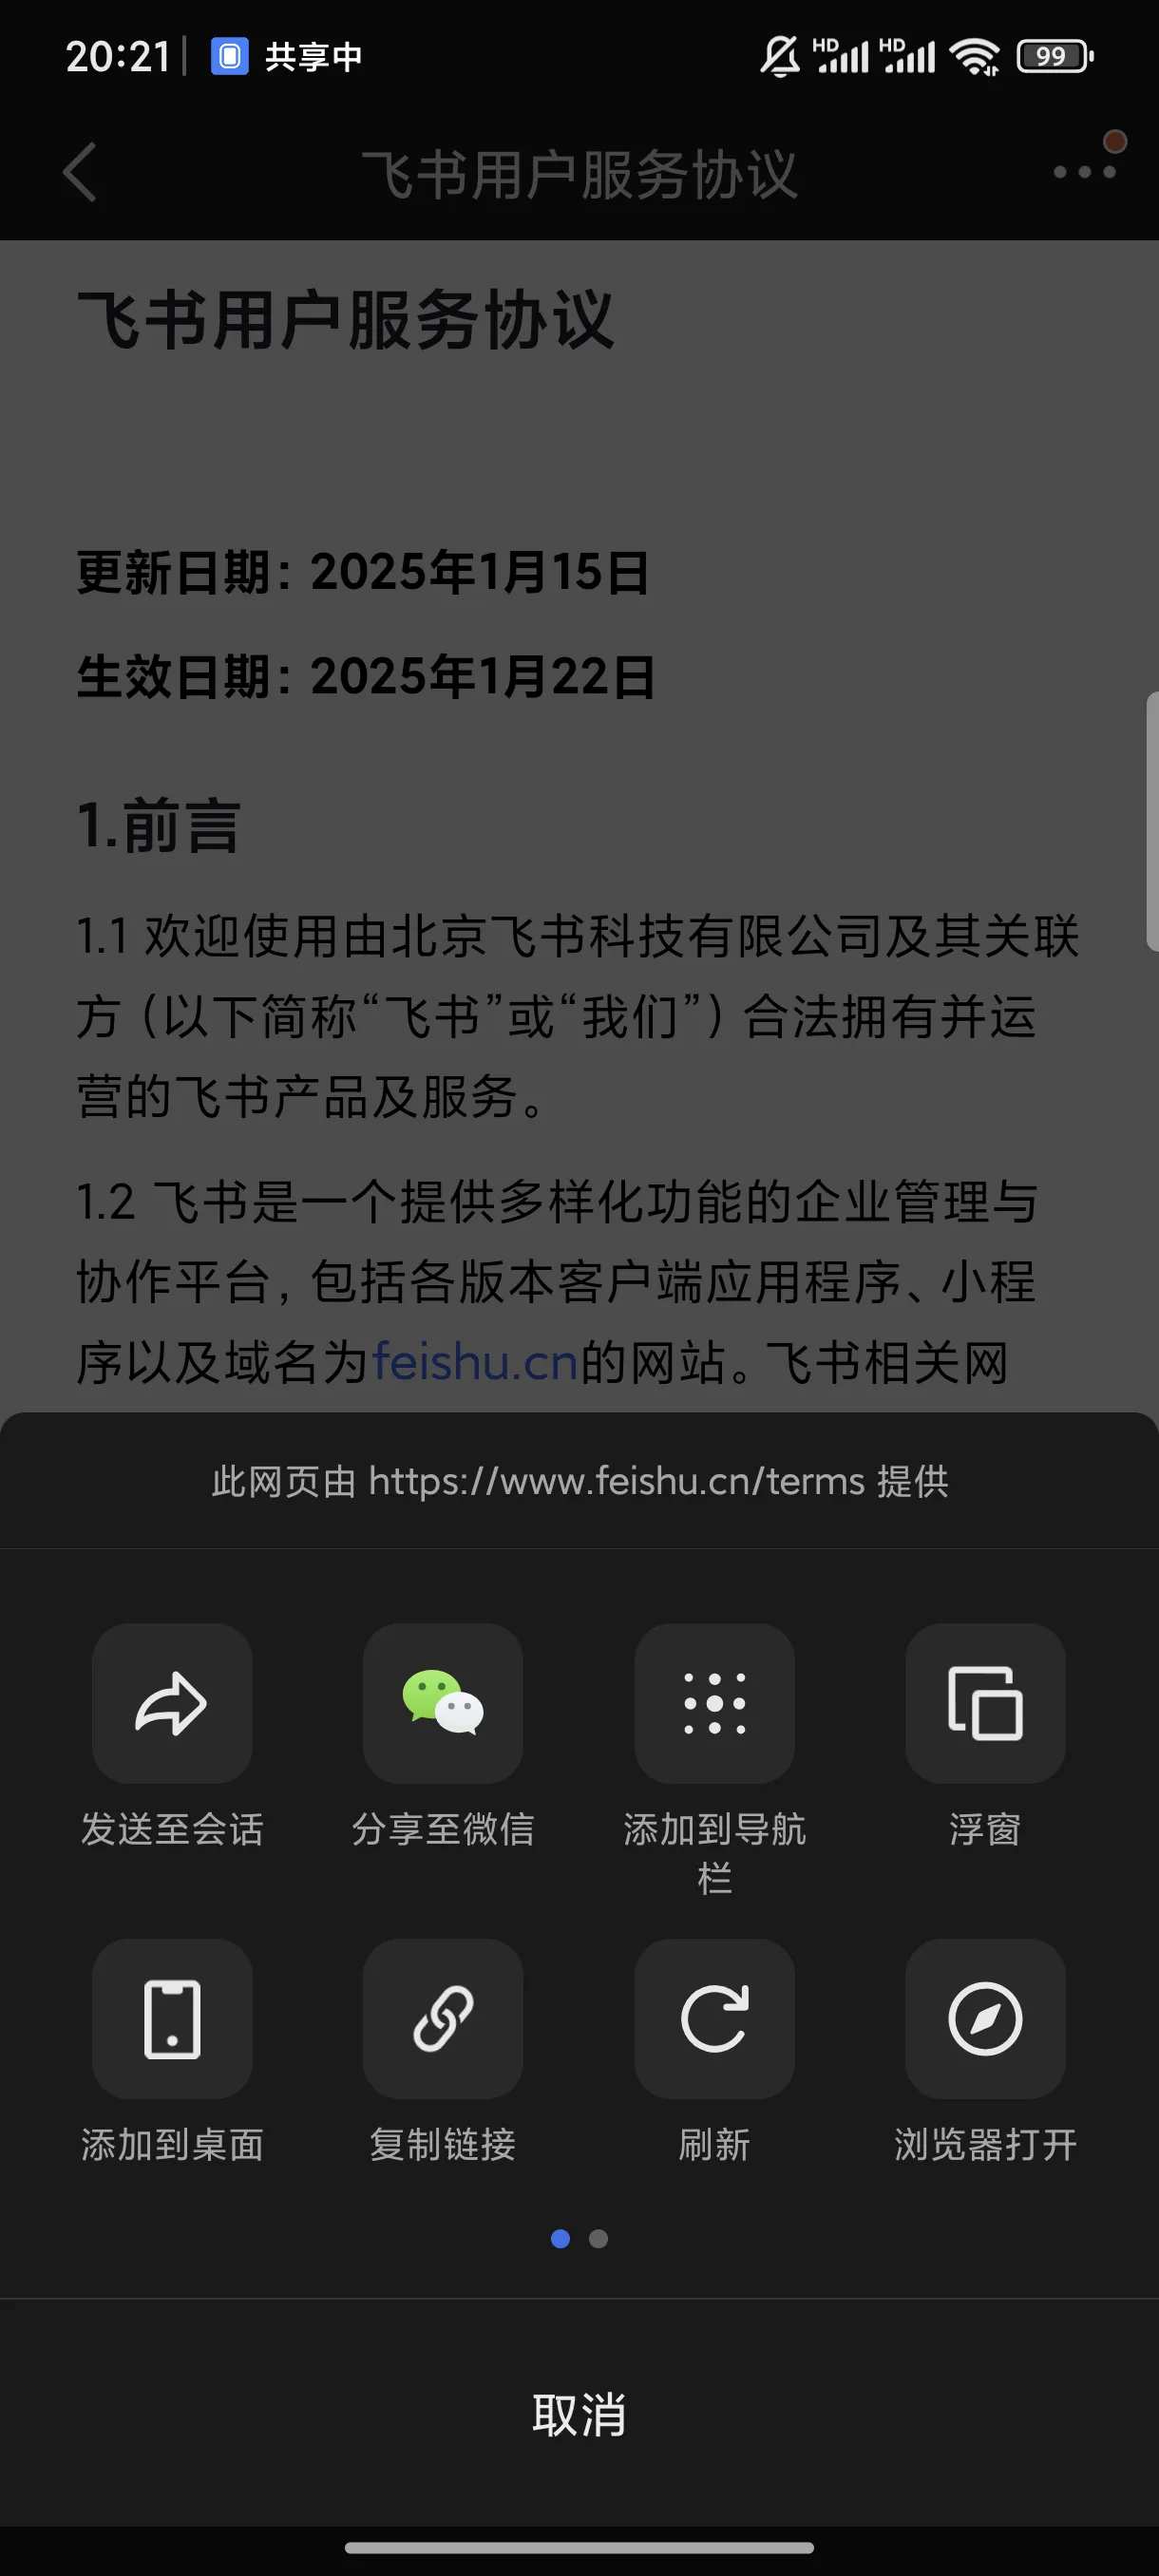 20:21 共享中 HD HD 99
飞书用户服务协议
飞书用户服务协议
更新日期：2025年1月15日
生效日期：2025年1月22日
1.前言
1.1 欢迎使用由北京飞书科技有限公司及其关联
方（以下简称“飞书”或“我们”）合法拥有并运
营的飞书产品及服务。
1.2 飞书是一个提供多样化功能的企业管理与
协作平台，包括各版本客户端应用程序、小程
序以及域名为feishu.cn的网站。飞书相关网
此网页由 https://www.feishu.cn/terms 提供
发送至会话 分享至微信 添加到导航 浮窗
栏
添加到桌面 复制链接 刷新 浏览器打开
取消